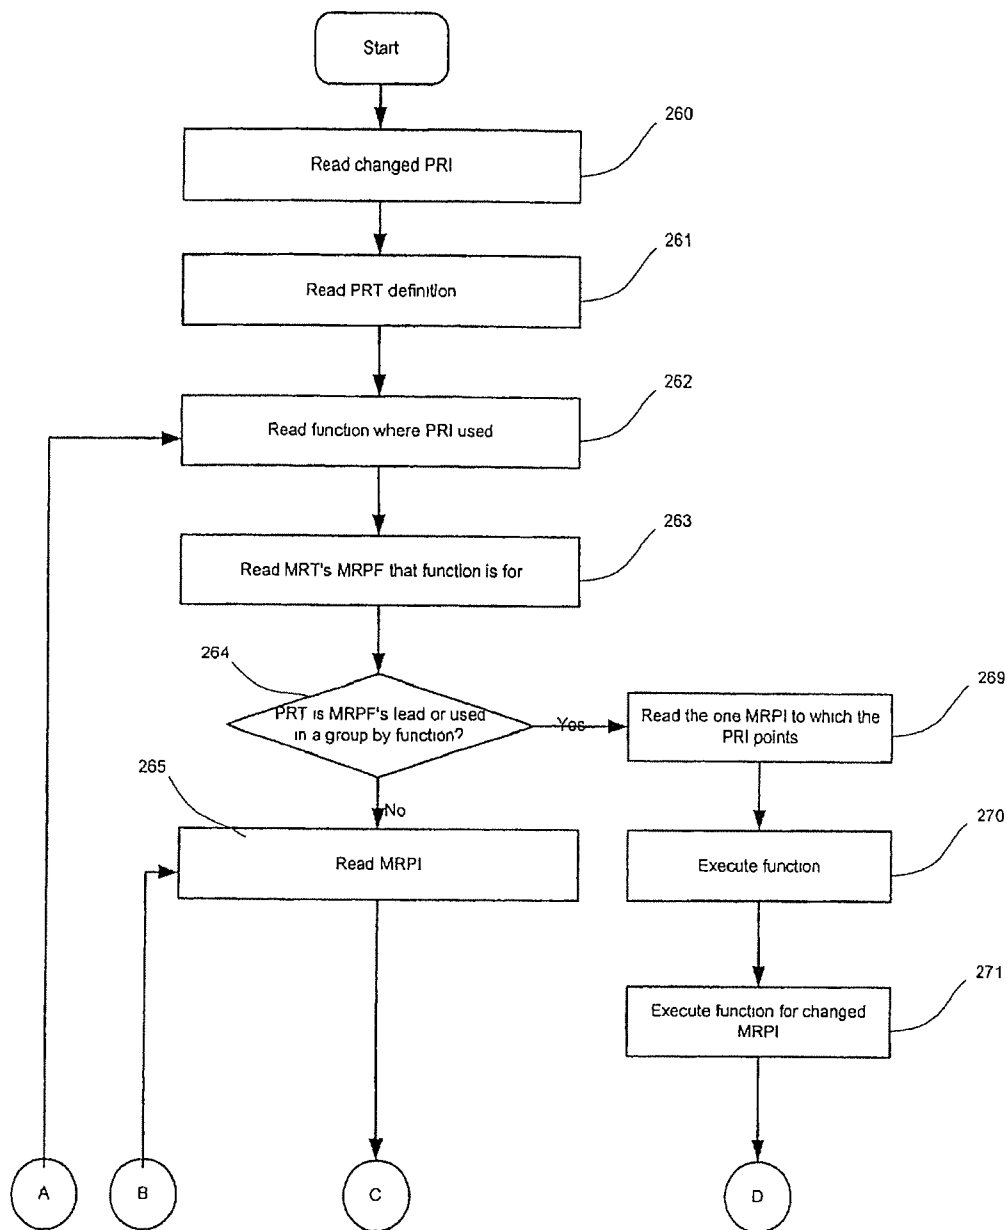 Start
260
Read changed PRI
261
Read PRT definition
262
Read function where PRI used
263
Read MRT's MRPF that function is for
264
PRT is MRPF's lead or used
in a group by function?
Yes
269
Read the one MRPI to which the
PRI points
265
No
Read MRPI
270
Execute function
271
Execute function for changed
MRPI
A
B
C
D